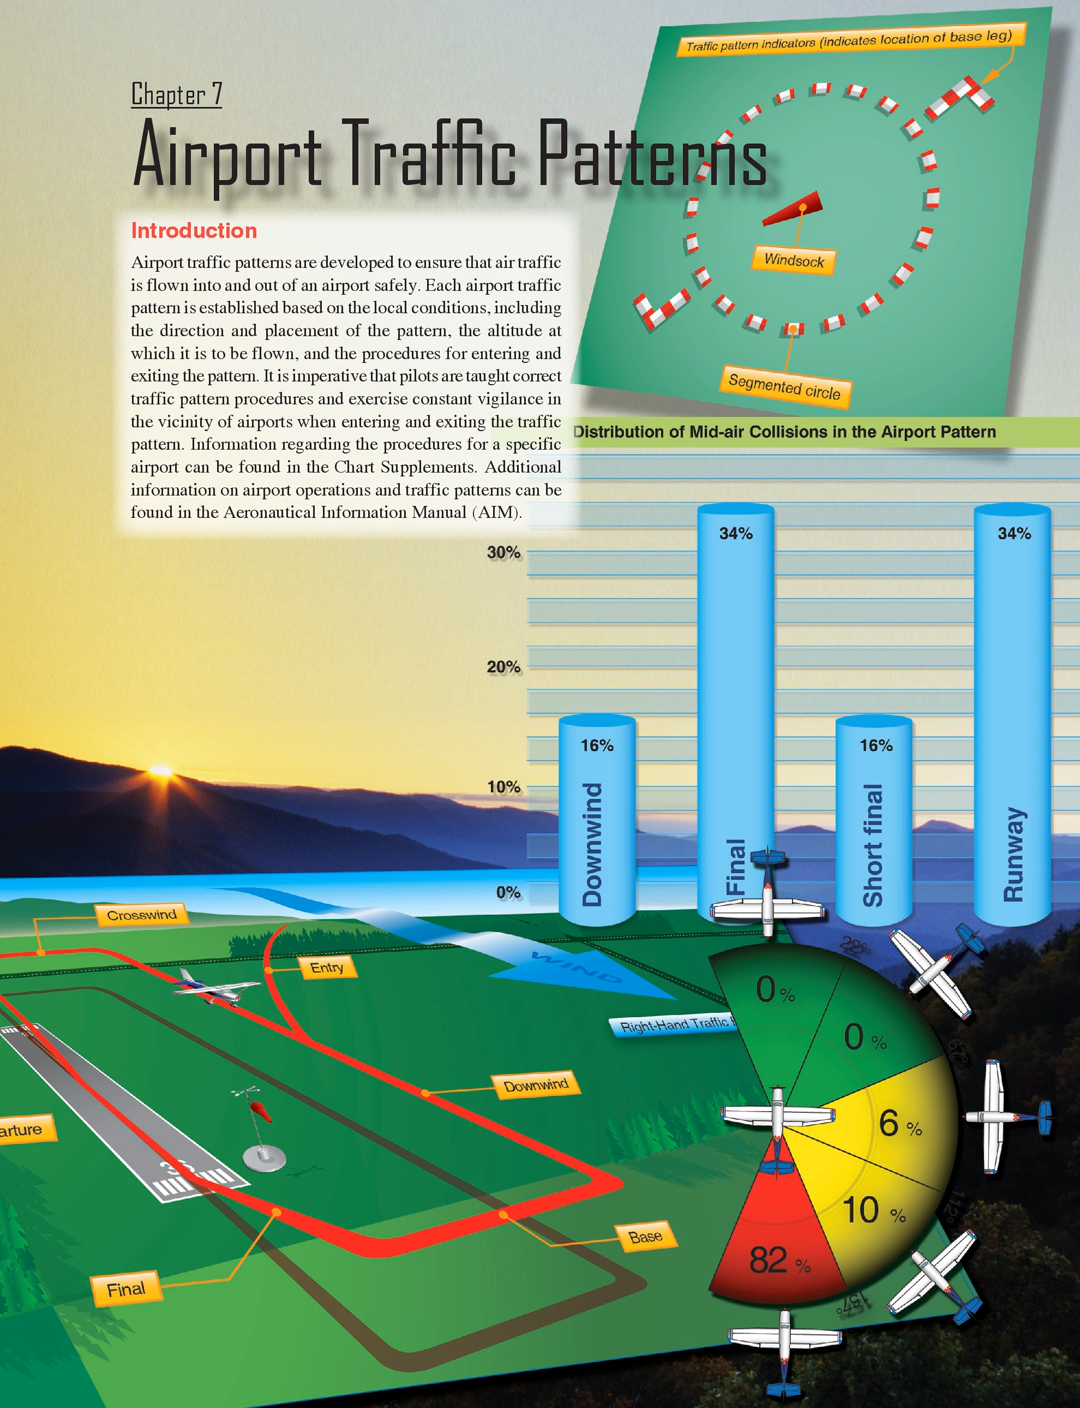 Traffic pattern indicators (indicates location of base leg)
Chapter 7
Airport Traffic Patterns
Introduction
Airport traffic patterns are developed to ensure that air traffic
is flown into and out of an airport safely. Each airport traffic
pattern is established based on the local conditions, including
the direction and placement of the pattern, the altitude at
which it is to be flown, and the procedures for entering and
exiting the pattern. It is imperative that pilots are taught correct
traffic pattern procedures and exercise constant vigilance in
the vicinity of airports when entering and exiting the traffic
pattern. Information regarding the procedures for a specific
airport can be found in the Chart Supplements. Additional
information on airport operations and traffic patterns can be
found in the Aeronautical Information Manual (AIM).
Windsock
Segmented circle
Distribution of Mid-air Collisions in the Airport Pattern
30%
20%
10%
0%
16%
Downwind
34%
Final
16%
Short final
34%
Runway
Crosswind
Entry
WIND
Right-Hand Traffic
Downwind
arture
Base
Final
0%
0%
6%
10%
82%
22°
67°
112°
157°